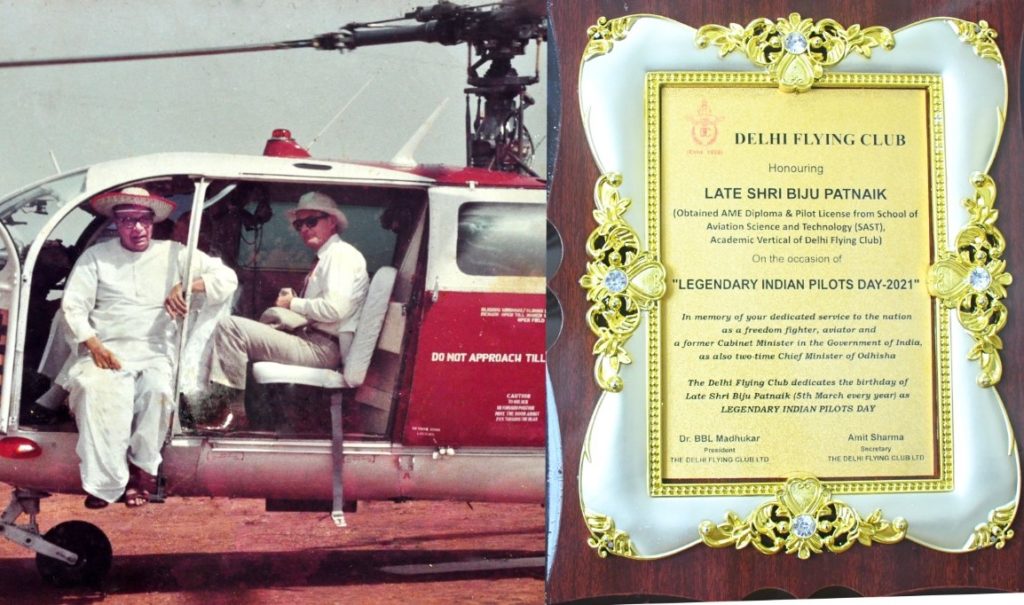 DO NOT APPROACH TILL
CAUTION
(Estd. 1928)
DELHI FLYING CLUB
Honouring
LATE SHRI BIJU PATNAIK
(Obtained AME Diploma & Pilot License from School of
Aviation Science and Technology (SAST),
Academic Vertical of Delhi Flying Club)
On the occasion of
"LEGENDARY INDIAN PILOTS DAY-2021"
In memory of your dedicated service to the nation
as a freedom fighter, aviator and
a former Cabinet Minister in the Government of India,
as also two-time Chief Minister of Odhisha
The Delhi Flying Club dedicates the birthday of
Late Shri Biju Patnaik (5th March every year) as
LEGENDARY INDIAN PILOTS DAY
Dr. BBL Madhukar
President
THE DELHI FLYING CLUB LTD
Amit Sharma
Secretary
THE DELHI FLYING CLUB LTD